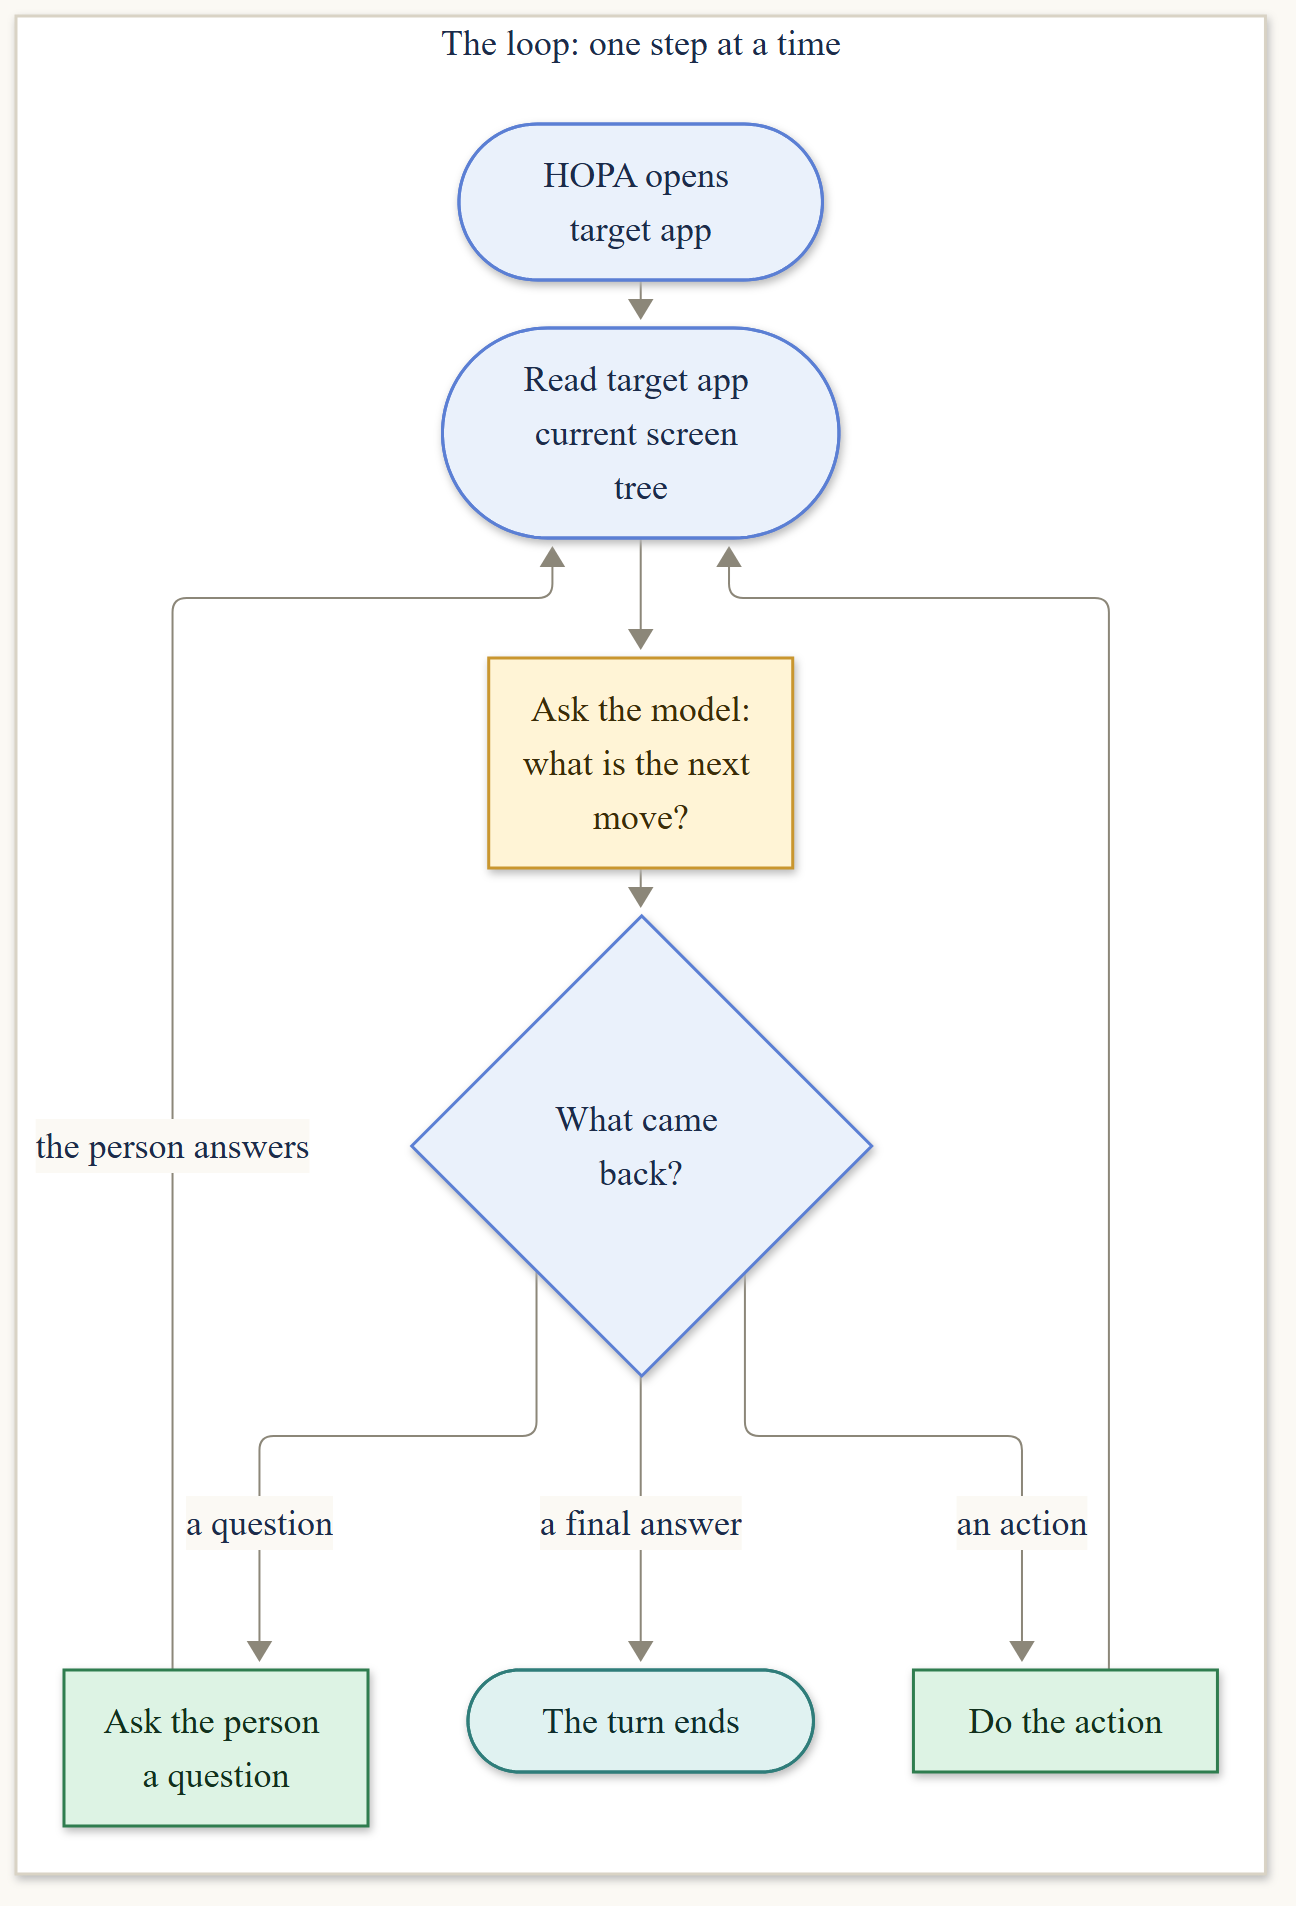 The loop: one step at a time
HOPA opens
target app
Read target app
current screen
tree
Ask the model:
what is the next
move?
What came
back?
the person answers
a question
a final answer
an action
Ask the person
a question
The turn ends
Do the action